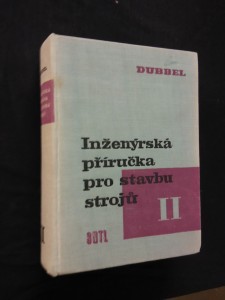 DUBBEL
Inženýrská
příručka
pro stavbu
strojů
II
SNTL